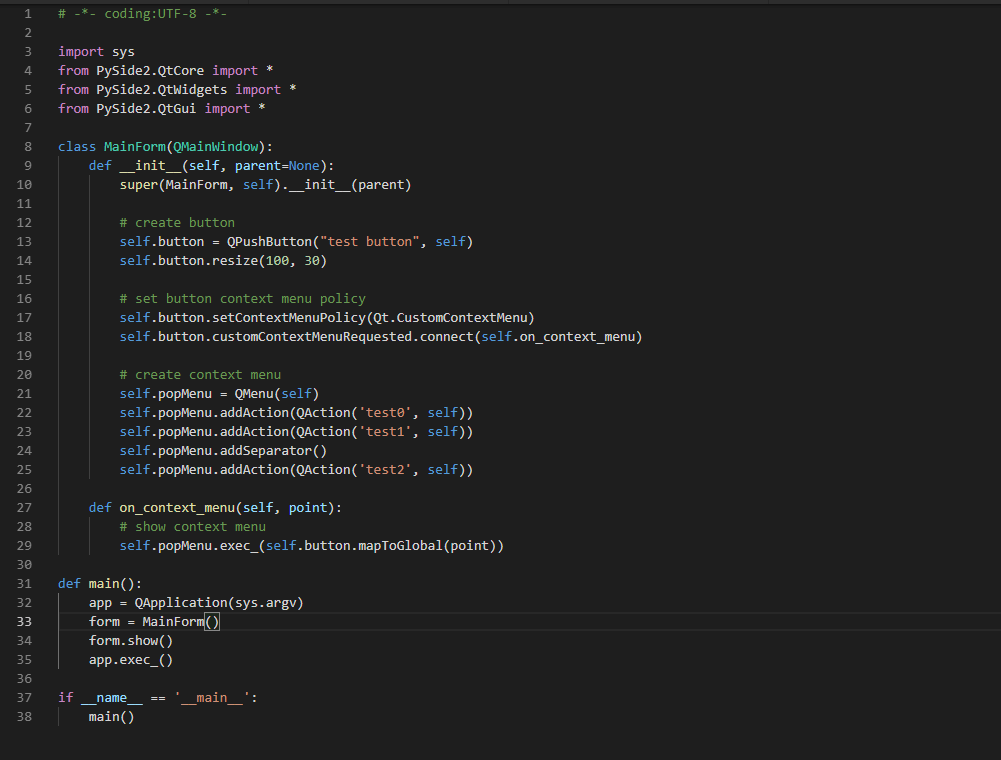 1 # -*- coding:UTF-8 -*-
2
3 import sys
4 from PySide2.QtCore import *
5 from PySide2.QtWidgets import *
6 from PySide2.QtGui import *
7
8 class MainForm(QMainWindow):
9     def __init__(self, parent=None):
10         super(MainForm, self).__init__(parent)
11
12         # create button
13         self.button = QPushButton("test button", self)
14         self.button.resize(100, 30)
15
16         # set button context menu policy
17         self.button.setContextMenuPolicy(Qt.CustomContextMenu)
18         self.button.customContextMenuRequested.connect(self.on_context_menu)
19
20         # create context menu
21         self.popMenu = QMenu(self)
22         self.popMenu.addAction(QAction('test0', self))
23         self.popMenu.addAction(QAction('test1', self))
24         self.popMenu.addSeparator()
25         self.popMenu.addAction(QAction('test2', self))
26
27     def on_context_menu(self, point):
28         # show context menu
29         self.popMenu.exec_(self.button.mapToGlobal(point))
30
31 def main():
32     app = QApplication(sys.argv)
33     form = MainForm()
34     form.show()
35     app.exec_()
36
37 if __name__ == '__main__':
38     main()